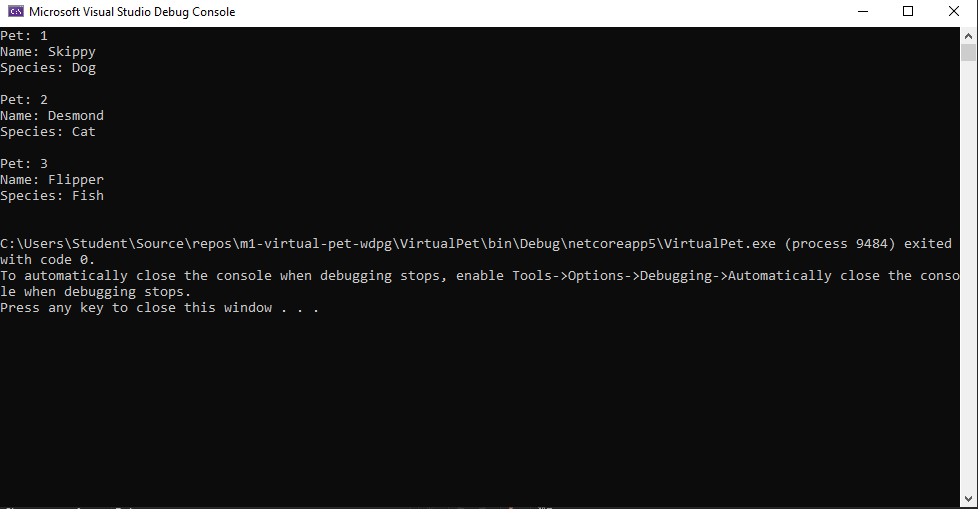 Microsoft Visual Studio Debug Console
Pet: 1
Name: Skippy
Species: Dog
Pet: 2
Name: Desmond
Species: Cat
Pet: 3
Name: Flipper
Species: Fish
C:\Users\Student\Source\repos\m1-virtual-pet-wdpg\VirtualPet\bin\Debug\netcoreapp5\VirtualPet.exe (process 9484) exited
with code 0.
To automatically close the console when debugging stops, enable Tools->Options->Debugging->Automatically close the conso
le when debugging stops.
Press any key to close this window . . .